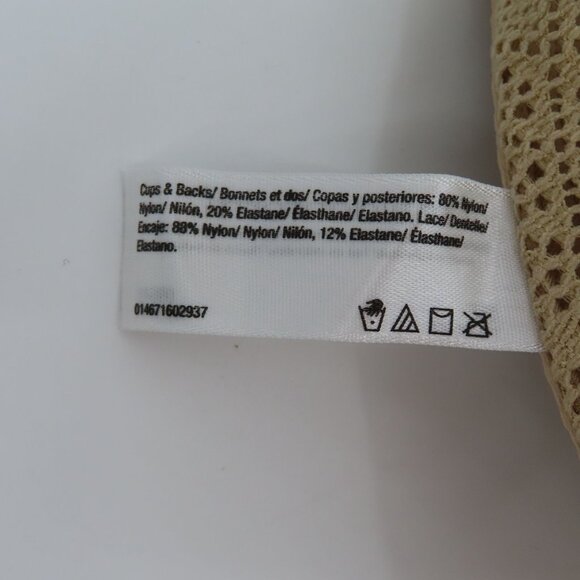 Cups & Backs/ Bonnets et dos/ Copas y posteriores: 80% Nylon/
Nylon/ Nilón, 20% Elastane/ Élasthane/ Elastano. Lace/ Dentelle/
Encaje: 88% Nylon/ Nylon/ Nilón, 12% Elastane/ Élasthane/
Elastano.
014671602937